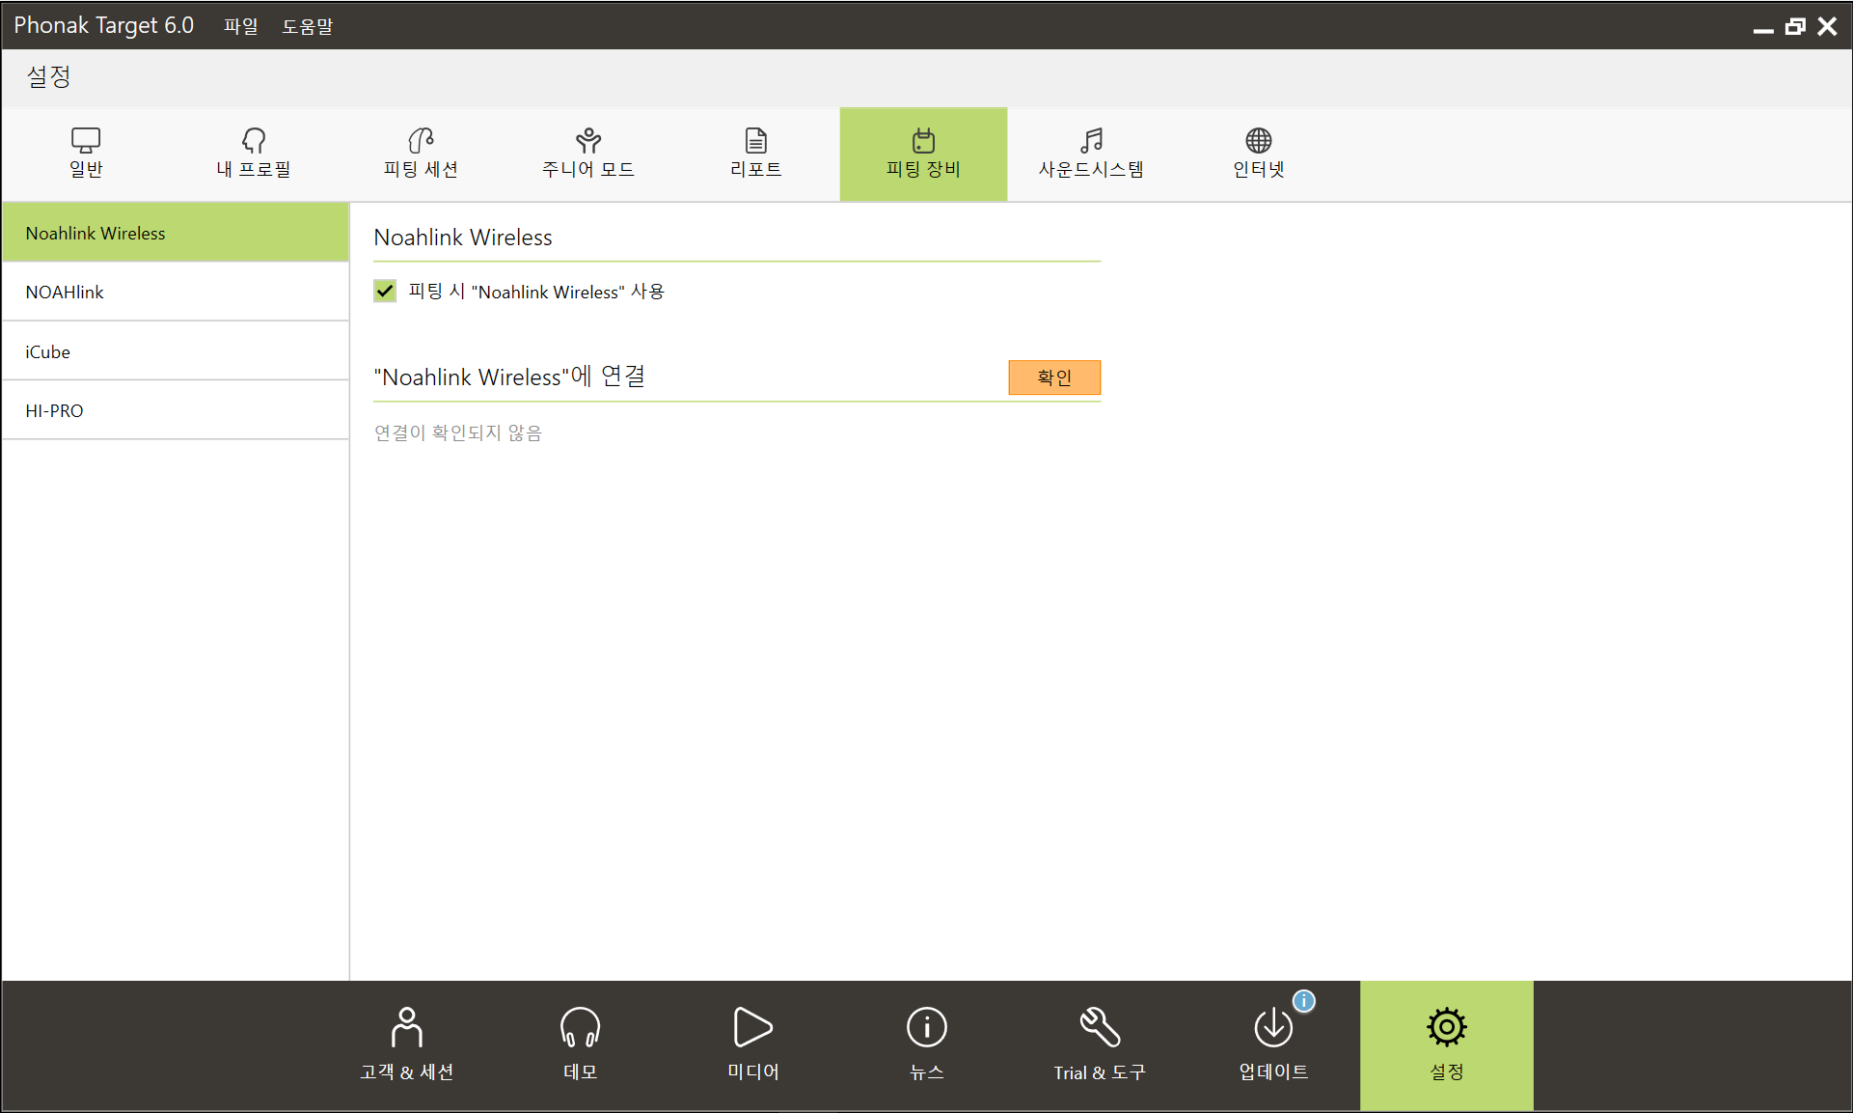 Phonak Target 6.0 파일 도움말
설정
일반 내 프로필 피팅 세션 주니어 모드 리포트 피팅 장비 사운드시스템 인터넷
Noahlink Wireless
NOAHlink
iCube
HI-PRO
Noahlink Wireless
피팅 시 "Noahlink Wireless" 사용
"Noahlink Wireless"에 연결 확인
연결이 확인되지 않음
고객 & 세션 데모 미디어 뉴스 Trial & 도구 업데이트 설정